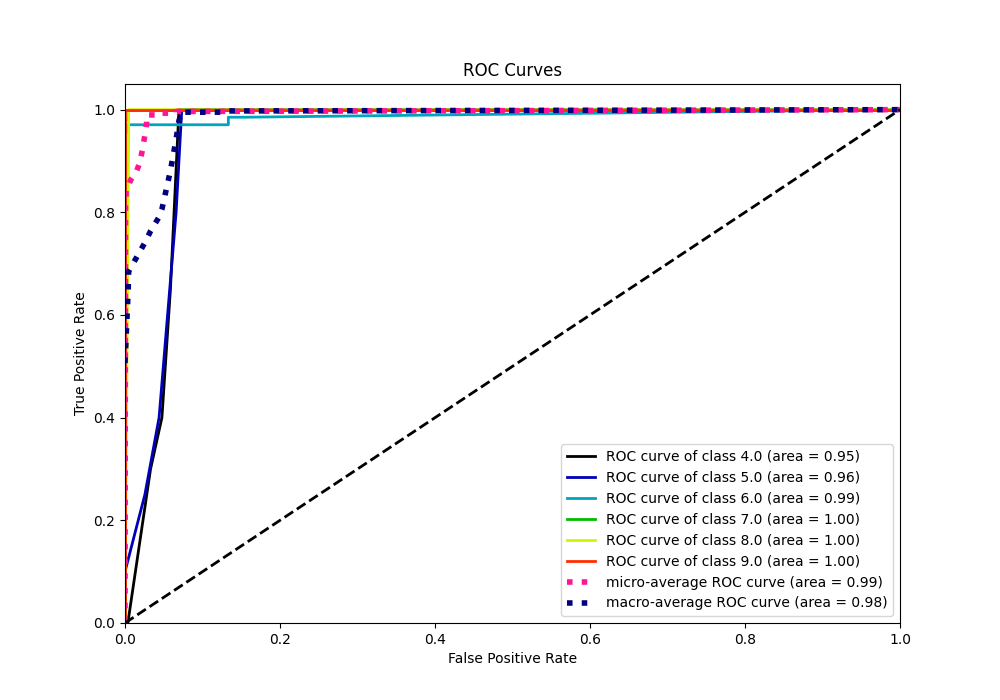 ROC Curves
True Positive Rate
1.0
0.8
0.6
0.4
0.2
0.0
0.0 0.2 0.4 0.6 0.8 1.0
False Positive Rate
ROC curve of class 4.0 (area = 0.95)
ROC curve of class 5.0 (area = 0.96)
ROC curve of class 6.0 (area = 0.99)
ROC curve of class 7.0 (area = 1.00)
ROC curve of class 8.0 (area = 1.00)
ROC curve of class 9.0 (area = 1.00)
micro-average ROC curve (area = 0.99)
macro-average ROC curve (area = 0.98)